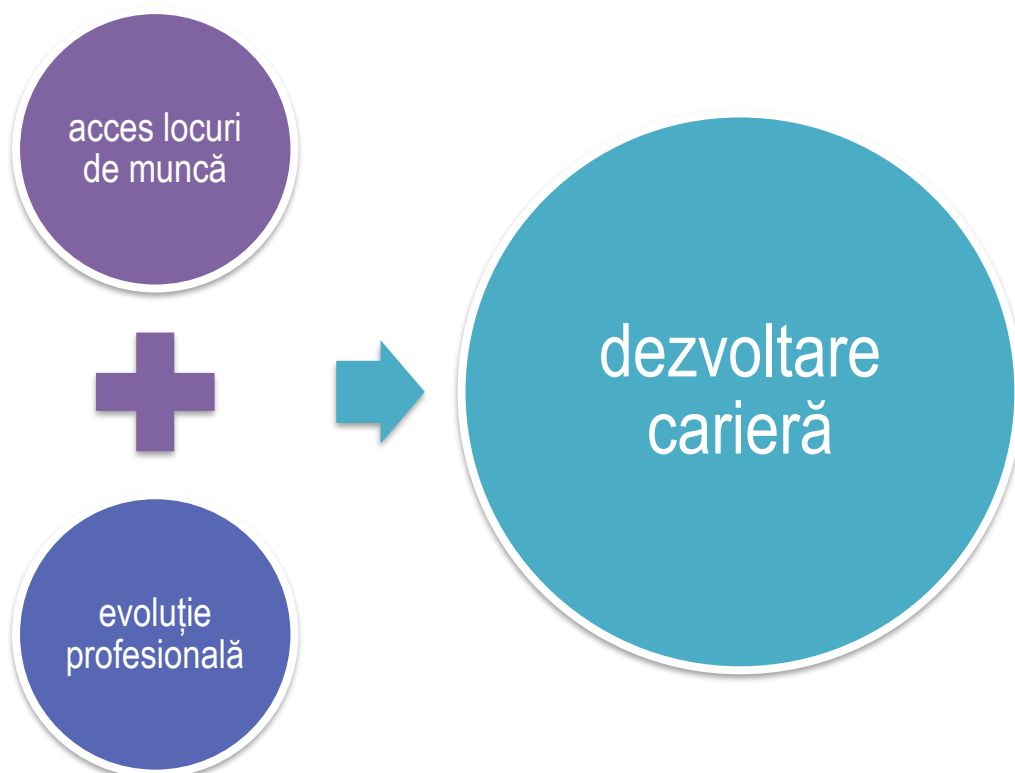 acces locuri
de muncă
evoluție
profesională
dezvoltare
carieră